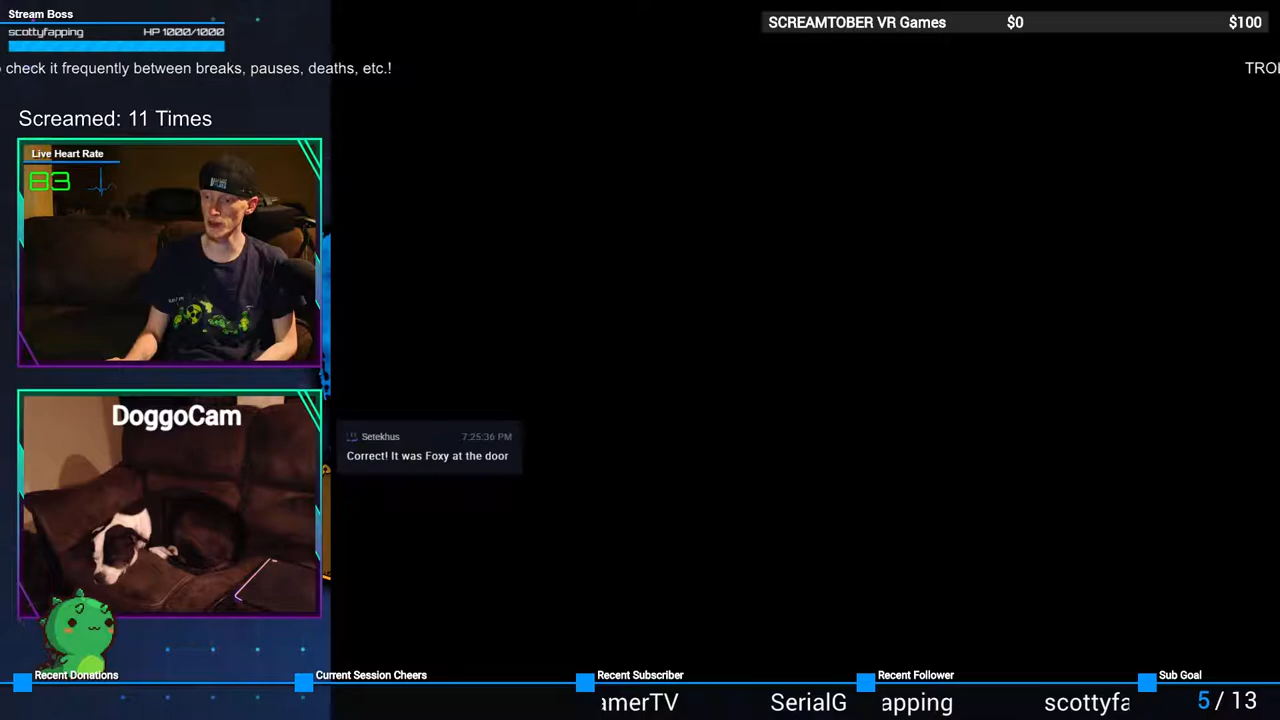 Stream Boss
scottyfapping HP 1000/1000
SCREAMTOBER VR Games $0 $100
check it frequently between breaks, pauses, deaths, etc.!
Screamed: 11 Times
Live Heart Rate
83
DoggoCam
Setekhus 7:25:36 PM
Correct! It was Foxy at the door
Recent Donations
Current Session Cheers
Recent Subscriber
amerTV SerialG
Recent Follower
apping scottyfa
Sub Goal
5 / 13